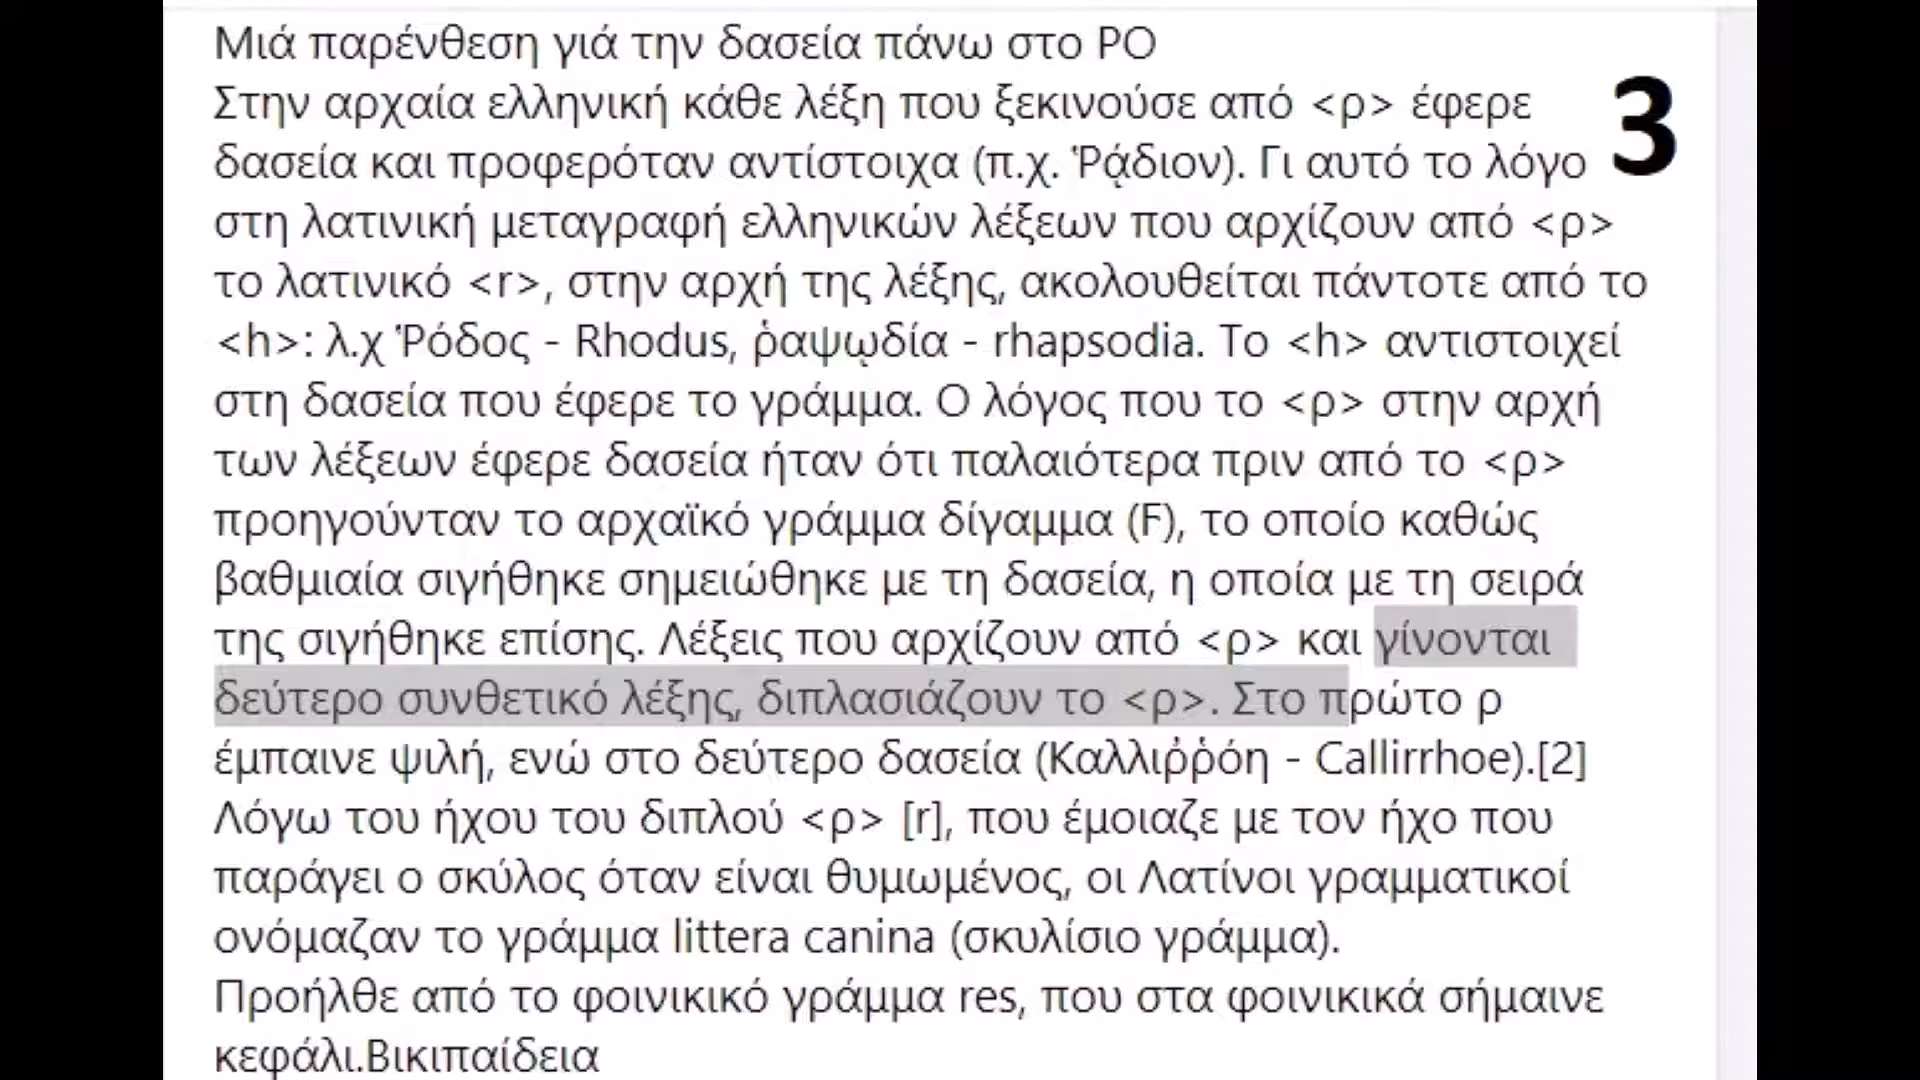 Μιά παρένθεση γιά την δασεία πάνω στο ΡΟ
Στην αρχαία ελληνική κάθε λέξη που ξεκινούσε από <ρ> έφερε
3
δασεία και προφερόταν αντίστοιχα (π.χ. Ῥᾴδιον). Γι αυτό το λόγο
στη λατινική μεταγραφή ελληνικών λέξεων που αρχίζουν από <ρ>
το λατινικό <r>, στην αρχή της λέξης, ακολουθείται πάντοτε από το
<h>: λ.χ Ῥόδος - Rhodus, ῥαψῳδία - rhapsodia. Το <h> αντιστοιχεί
στη δασεία που έφερε το γράμμα. Ο λόγος που το <ρ> στην αρχή
των λέξεων έφερε δασεία ήταν ότι παλαιότερα πριν από το <ρ>
προηγούνταν το αρχαϊκό γράμμα δίγαμμα (F), το οποίο καθώς
βαθμιαία σιγήθηκε σημειώθηκε με τη δασεία, η οποία με τη σειρά
της σιγήθηκε επίσης. Λέξεις που αρχίζουν από <ρ> και γίνονται
δεύτερο συνθετικό λέξης, διπλασιάζουν το <ρ>. Στο πρώτο ρ
έμπαινε ψιλή, ενώ στο δεύτερο δασεία (Καλλιῤῥόη - Callirrhoe).[2]
Λόγω του ήχου του διπλού <ρ> [r], που έμοιαζε με τον ήχο που
παράγει ο σκύλος όταν είναι θυμωμένος, οι Λατίνοι γραμματικοί
ονόμαζαν το γράμμα littera canina (σκυλίσιο γράμμα).
Προήλθε από το φοινικικό γράμμα res, που στα φοινικικά σήμαινε
κεφάλι.Βικιπαίδεια